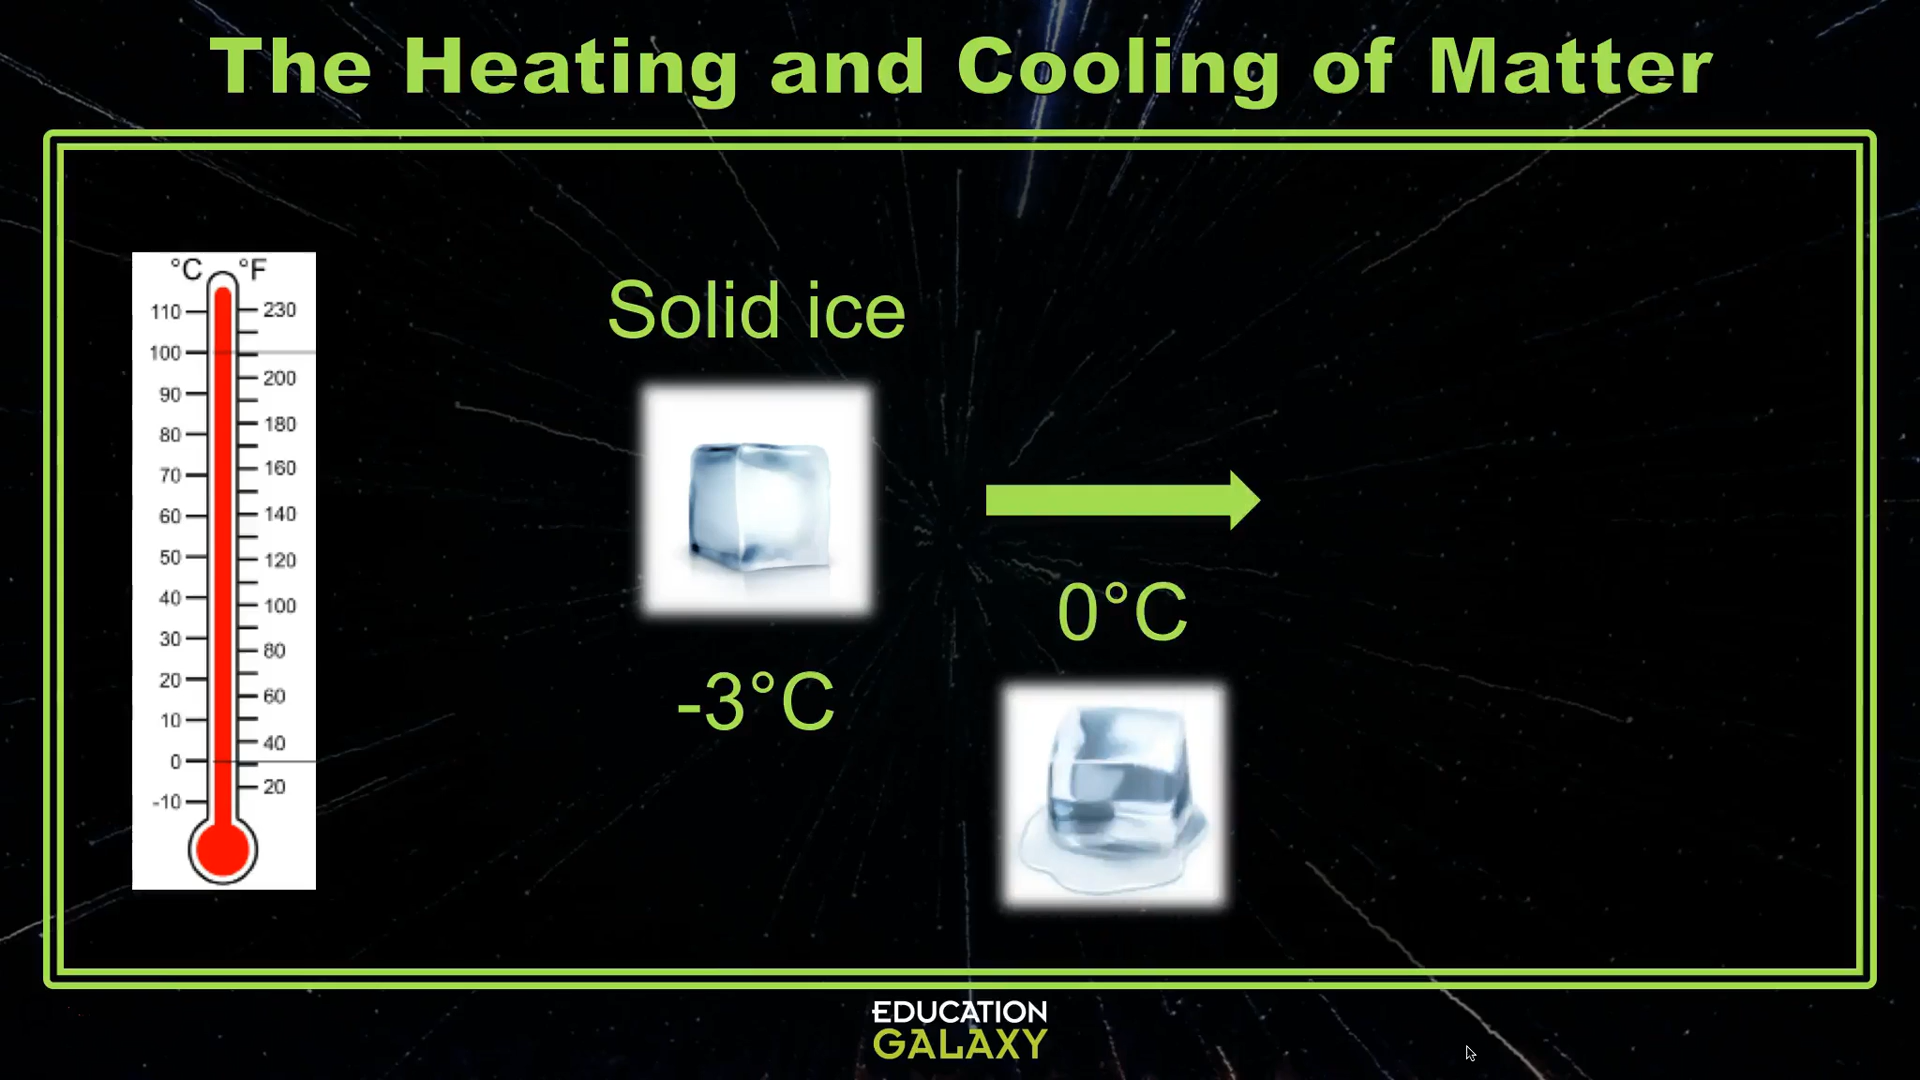 The Heating and Cooling of Matter
°C °F
110 230
100
90 200
80 180
70 160
60 140
50 120
40 100
30 80
20 60
10 40
0 20
-10
Solid ice
-3°C
0°C
EDUCATION
GALAXY